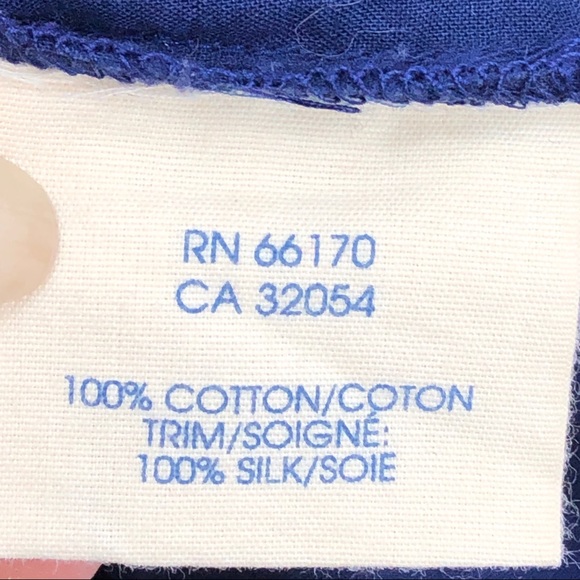 RN 66170
CA 32054
100% COTTON/COTON
TRIM/SOIGNÉ:
100% SILK/SOIE